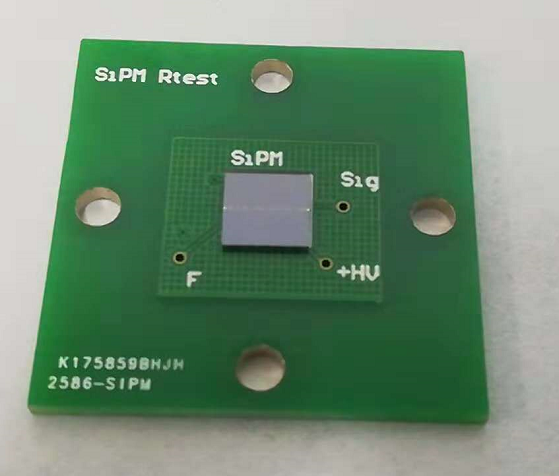 SiPM Rtest
SiPM
Sig
F
+HV
K175859BHJH
2586-SIPM